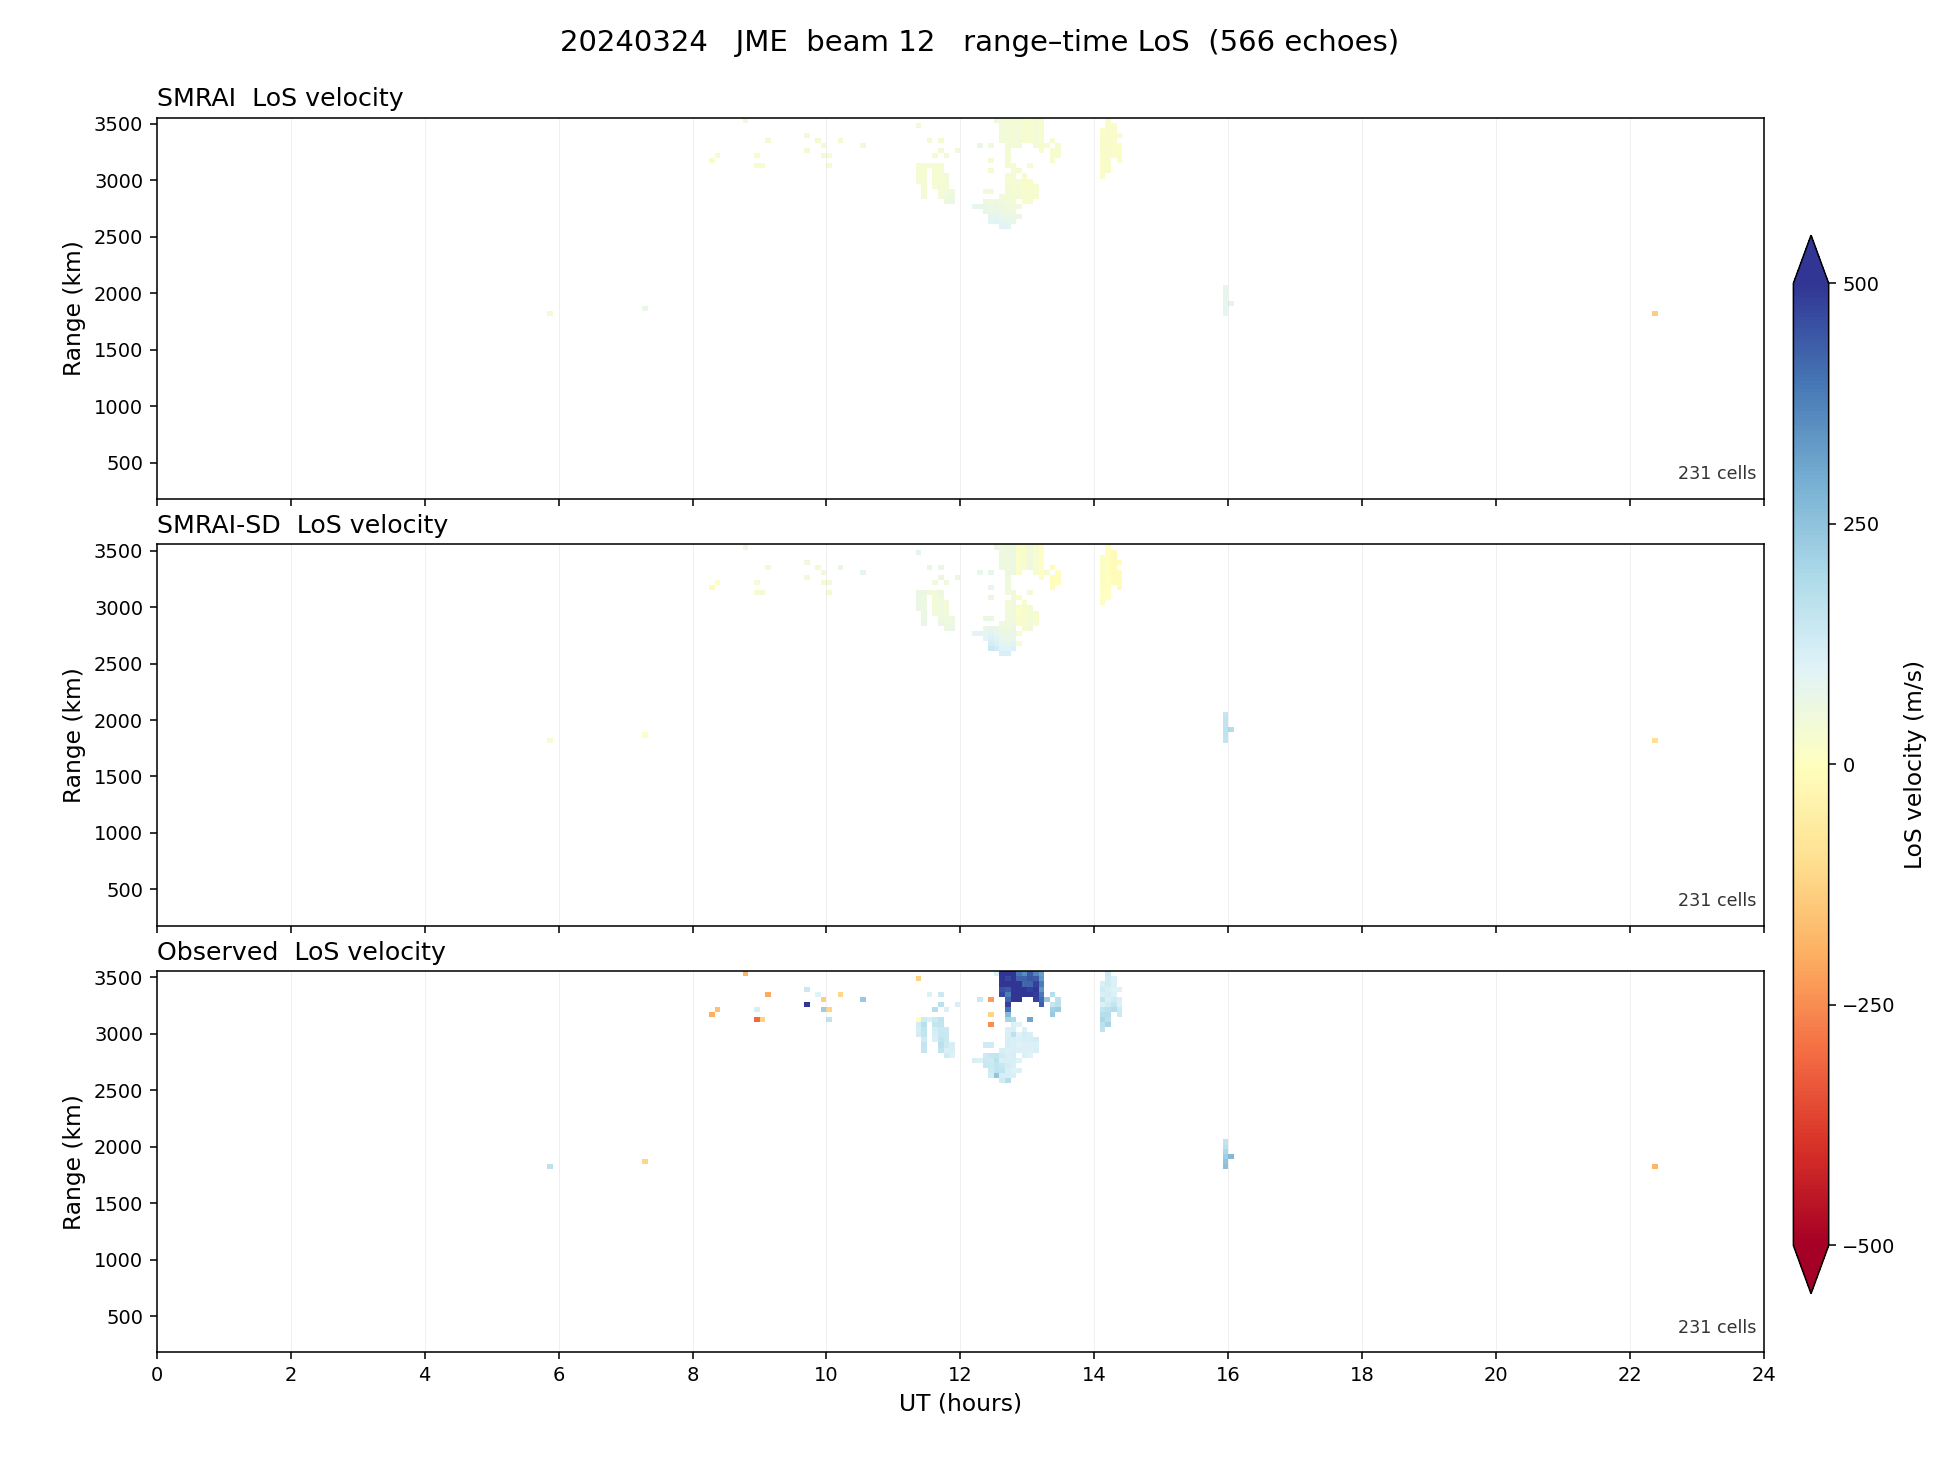 20240324 JME beam 12 range–time LoS (566 echoes)
SMRAI LoS velocity
3500
3000
2500
2000
1500
1000
500
Range (km)
231 cells
SMRAI-SD LoS velocity
3500
3000
2500
2000
1500
1000
500
Range (km)
231 cells
Observed LoS velocity
3500
3000
2500
2000
1500
1000
500
Range (km)
231 cells
0 2 4 6 8 10 12 14 16 18 20 22 24
UT (hours)
500
250
0
−250
−500
LoS velocity (m/s)